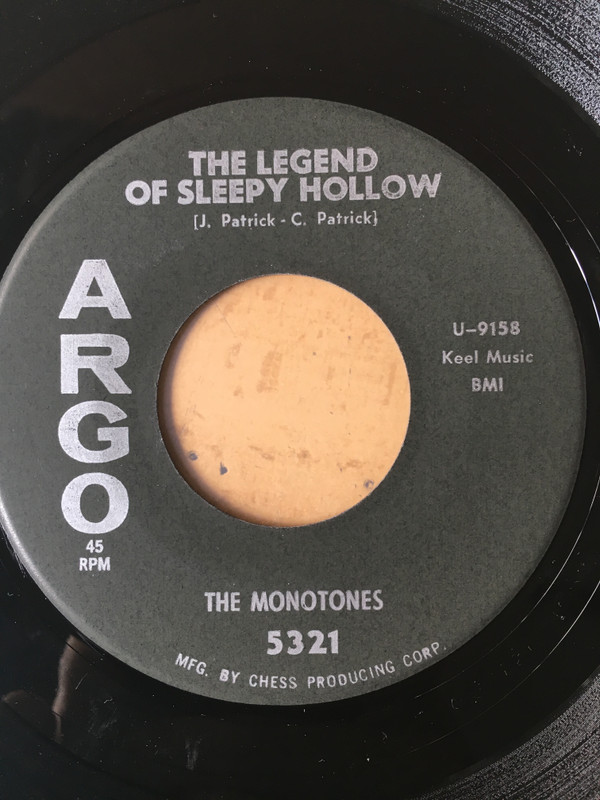 THE LEGEND
OF SLEEPY HOLLOW
[J. Patrick - C. Patrick}
ARGO
45
RPM
U-9158
Keel Music
BMI
THE MONOTONES
5321
MFG. BY CHESS PRODUCING CORP.